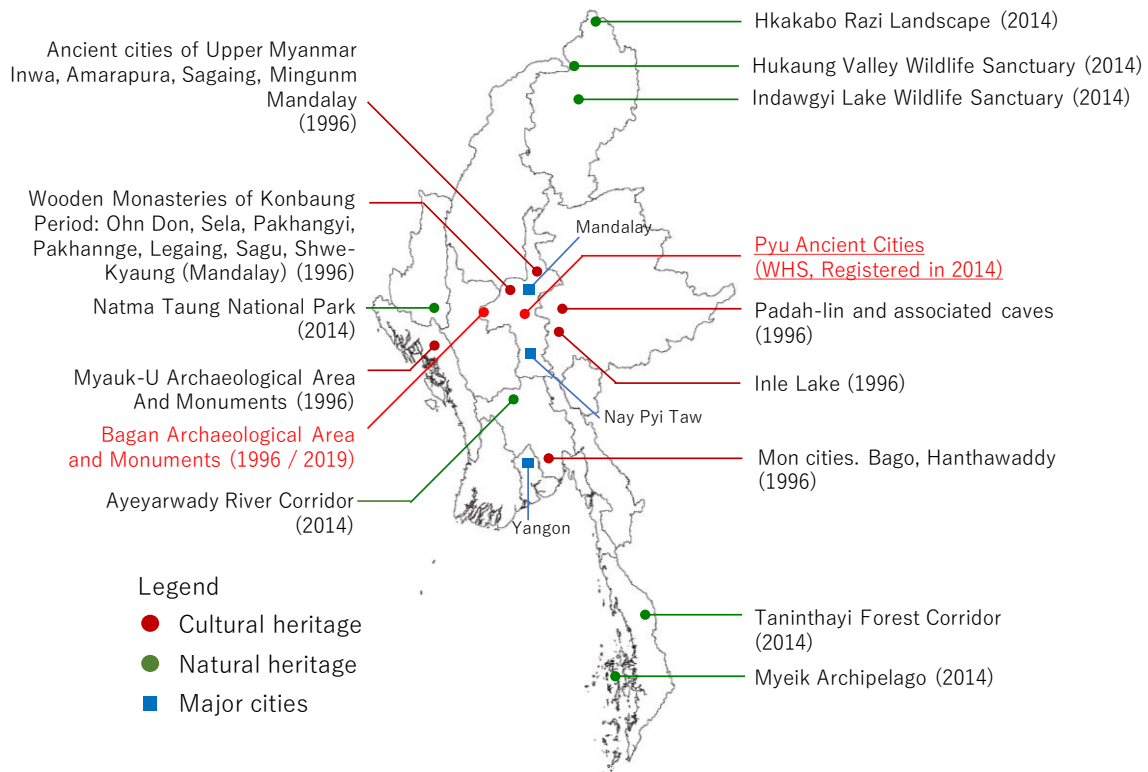 Ancient cities of Upper Myanmar
Inwa, Amarapura, Sagaing, Mingunm
Mandalay
(1996)
Wooden Monasteries of Konbaung
Period: Ohn Don, Sela, Pakhangyi,
Pakhannge, Legaing, Sagu, Shwe-
Kyaung (Mandalay) (1996)
Natma Taung National Park
(2014)
Myauk-U Archaeological Area
And Monuments (1996)
Bagan Archaeological Area
and Monuments (1996 / 2019)
Ayeyarwady River Corridor
(2014)
Hkakabo Razi Landscape (2014)
Hukaung Valley Wildlife Sanctuary (2014)
Indawgyi Lake Wildlife Sanctuary (2014)
Mandalay
Pyu Ancient Cities
(WHS, Registered in 2014)
Padah-lin and associated caves
(1996)
Inle Lake (1996)
Nay Pyi Taw
Mon cities. Bago, Hanthawaddy
(1996)
Yangon
Taninthayi Forest Corridor
(2014)
Myeik Archipelago (2014)
Legend
Cultural heritage
Natural heritage
Major cities